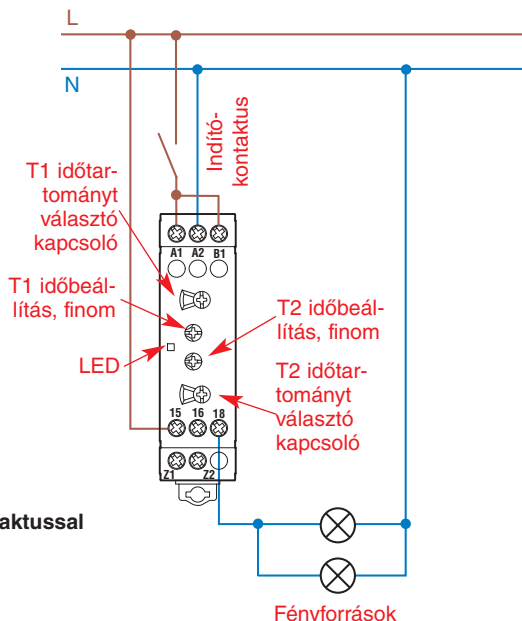 L
N
Indító-
kontaktus
T1 időtar-
tományt
választó
kapcsoló
A1 A2 B1
T1 időbeál-
lítás, finom
T2 időbeál-
lítás, finom
LED
T2 időtar-
tományt
választó
kapcsoló
15 16 18
Z1 Z2
aktussal
Fényforrások